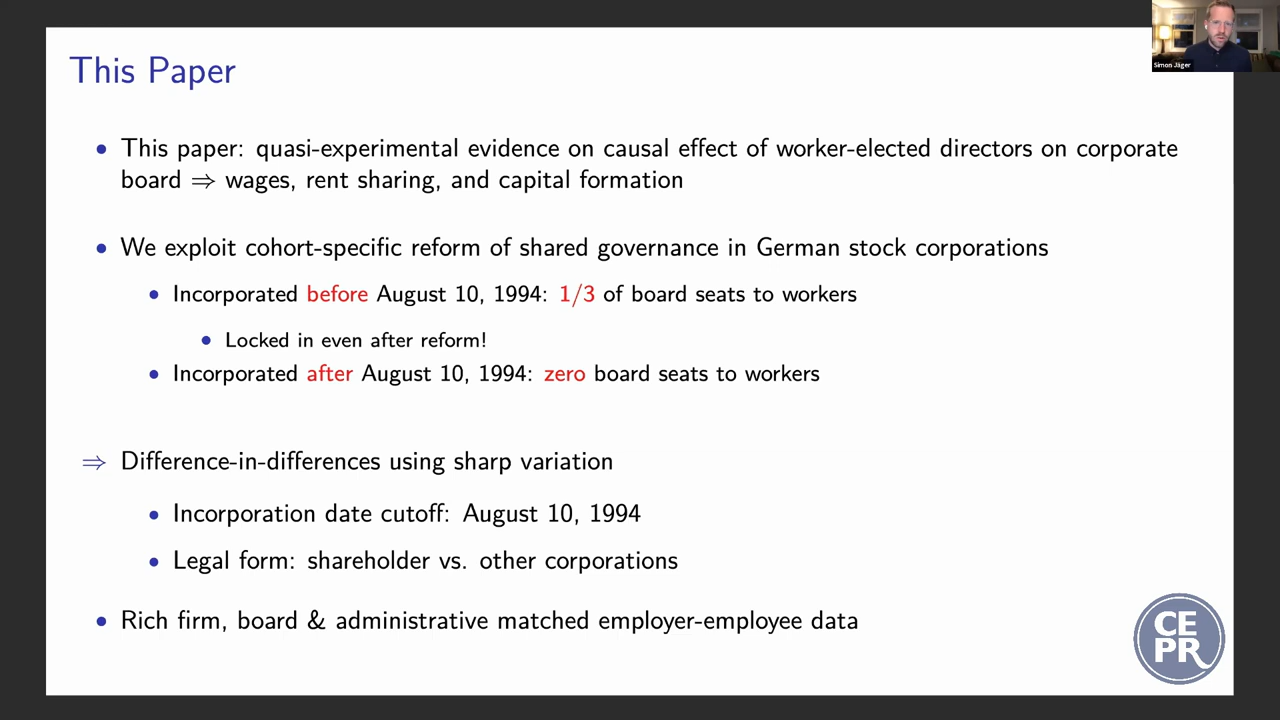 This Paper
Simon Jäger
• This paper: quasi-experimental evidence on causal effect of worker-elected directors on corporate
board ⇒ wages, rent sharing, and capital formation
• We exploit cohort-specific reform of shared governance in German stock corporations
• Incorporated before August 10, 1994: 1/3 of board seats to workers
• Locked in even after reform!
• Incorporated after August 10, 1994: zero board seats to workers
⇒ Difference-in-differences using sharp variation
• Incorporation date cutoff: August 10, 1994
• Legal form: shareholder vs. other corporations
• Rich firm, board & administrative matched employer-employee data
CE
PR